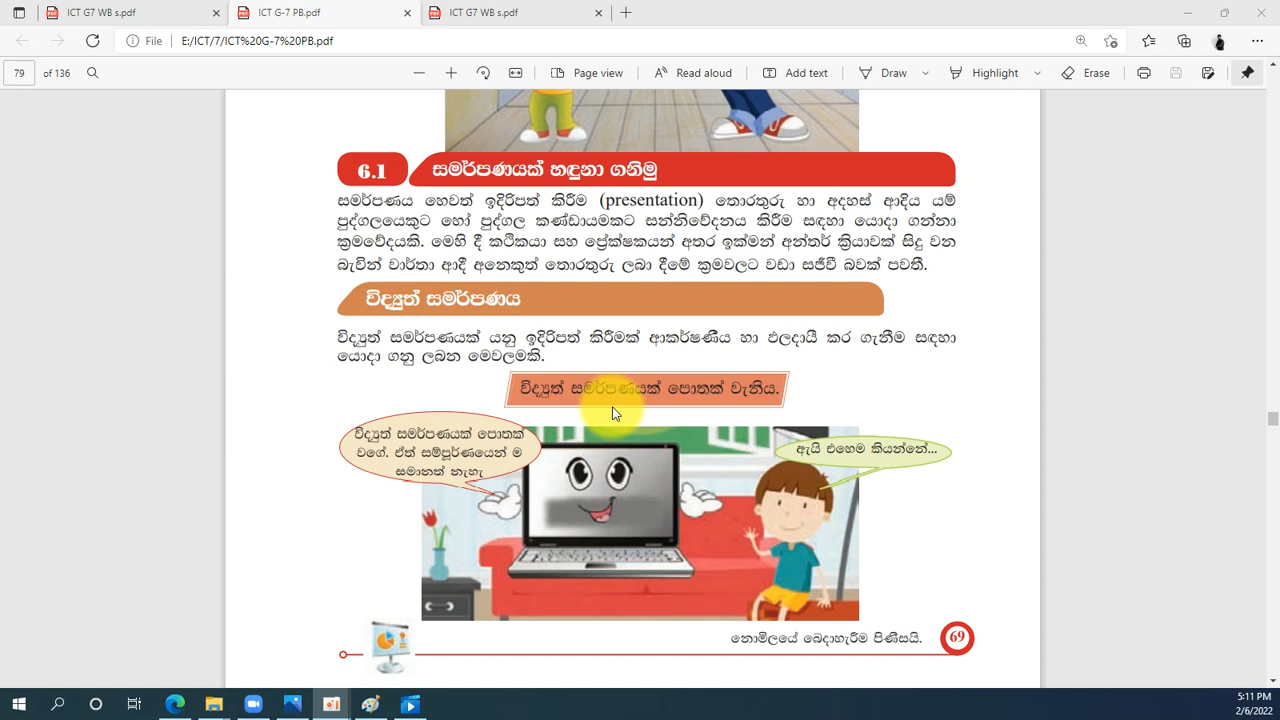 ICT G7 WB s.pdf
ICT G-7 PB.pdf
ICT G7 WB s.pdf
File
E:/ICT/7/ICT%20G-7%20PB.pdf
79 of 136
Page view
Read aloud
Add text
Draw
Highlight
Erase
6.1 සමර්පණයක් හඳුනා ගනිමු
සමර්පණය හෙවත් ඉදිරිපත් කිරීම (presentation) තොරතුරු හා අදහස් ආදිය යම්
පුද්ගලයෙකුට හෝ පුද්ගල කණ්ඩායමකට සන්නිවේදනය කිරීම සඳහා යොදා ගන්නා
ක්‍රමවේදයකි. මෙහි දී කථිකයා සහ ප්‍රේක්ෂකයන් අතර ඉක්මන් අන්තර් ක්‍රියාවක් සිදු වන
බැවින් වාර්තා ආදී අනෙකුත් තොරතුරු ලබා දීමේ ක්‍රමවලට වඩා සජීවී බවක් පවතී.
විද්‍යුත් සමර්පණය
විද්‍යුත් සමර්පණයක් යනු ඉදිරිපත් කිරීමක් ආකර්ෂණීය හා ඵලදායී කර ගැනීම සඳහා
යොදා ගනු ලබන මෙවලමකි.
විද්‍යුත් සමර්පණයක් පොතක් වැනිය.
විද්‍යුත් සමර්පණයක් පොතක්
වගේ. ඒත් සම්පූර්ණයෙන් ම
සමානත් නැහැ
ඇයි එහෙම කියන්නේ...
නොමිලයේ බෙදාහැරීම පිණිසයි.
69
5:11 PM
2/6/2022